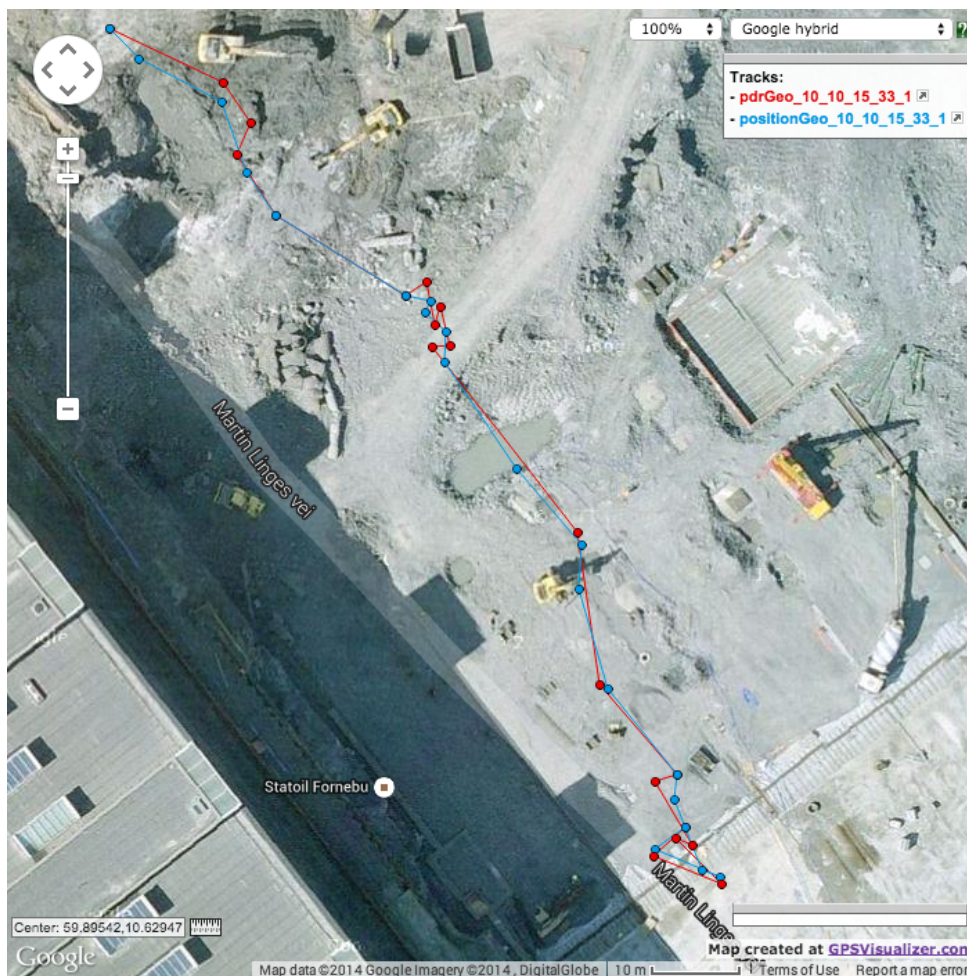 100%
Google hybrid
?
Tracks:
- pdrGeo_10_10_15_33_1
- positionGeo_10_10_15_33_1
Martin Linges vei
Statoil Fornebu
Martin Linges
Center: 59.89542,10.62947
Map created at GPSVisualizer.com
Google
Map data ©2014 Google Imagery ©2014 , DigitalGlobe
10 m
Terms of Use
Report a map erro